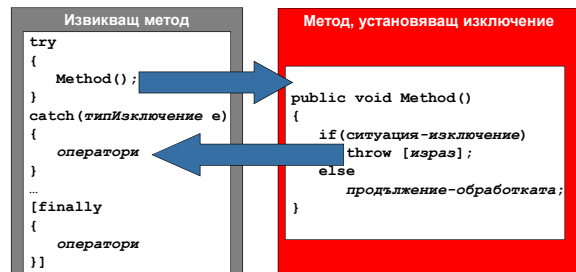 Извикващ метод
try
{
Method();
}
catch(типИзключение e)
{
оператори
}
…
[finally
{
оператори
}]
Метод, установяващ изключение
public void Method()
{
if(ситуация-изключение)
throw [израз];
else
продължение-обработката;
}